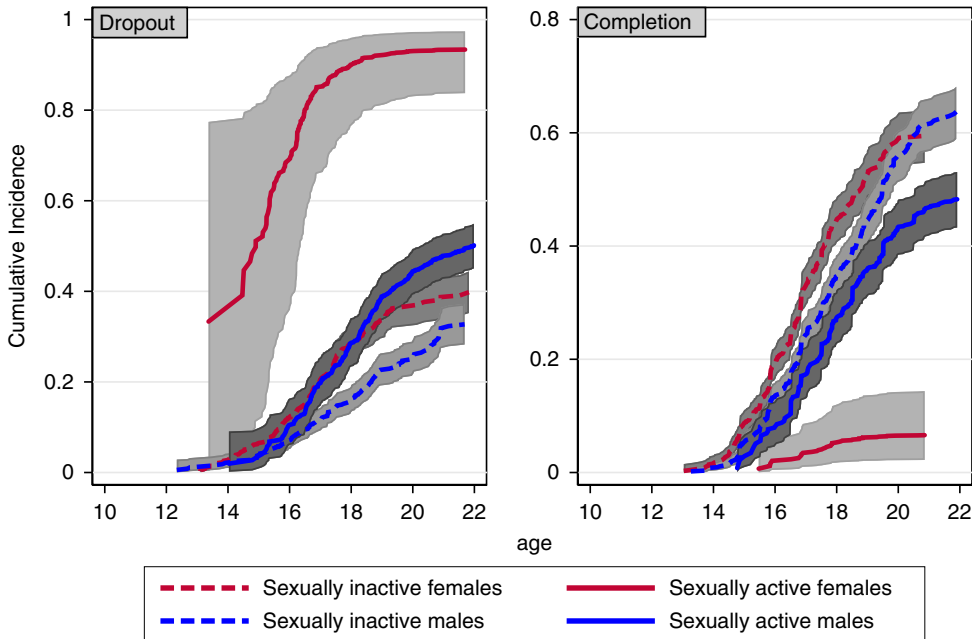 Dropout
Completion
Cumulative Incidence
1
0.8
0.6
0.4
0.2
0
10 12 14 16 18 20 22
0.8
0.6
0.4
0.2
0
10 12 14 16 18 20 22
age
Sexually inactive females
Sexually active females
Sexually inactive males
Sexually active males